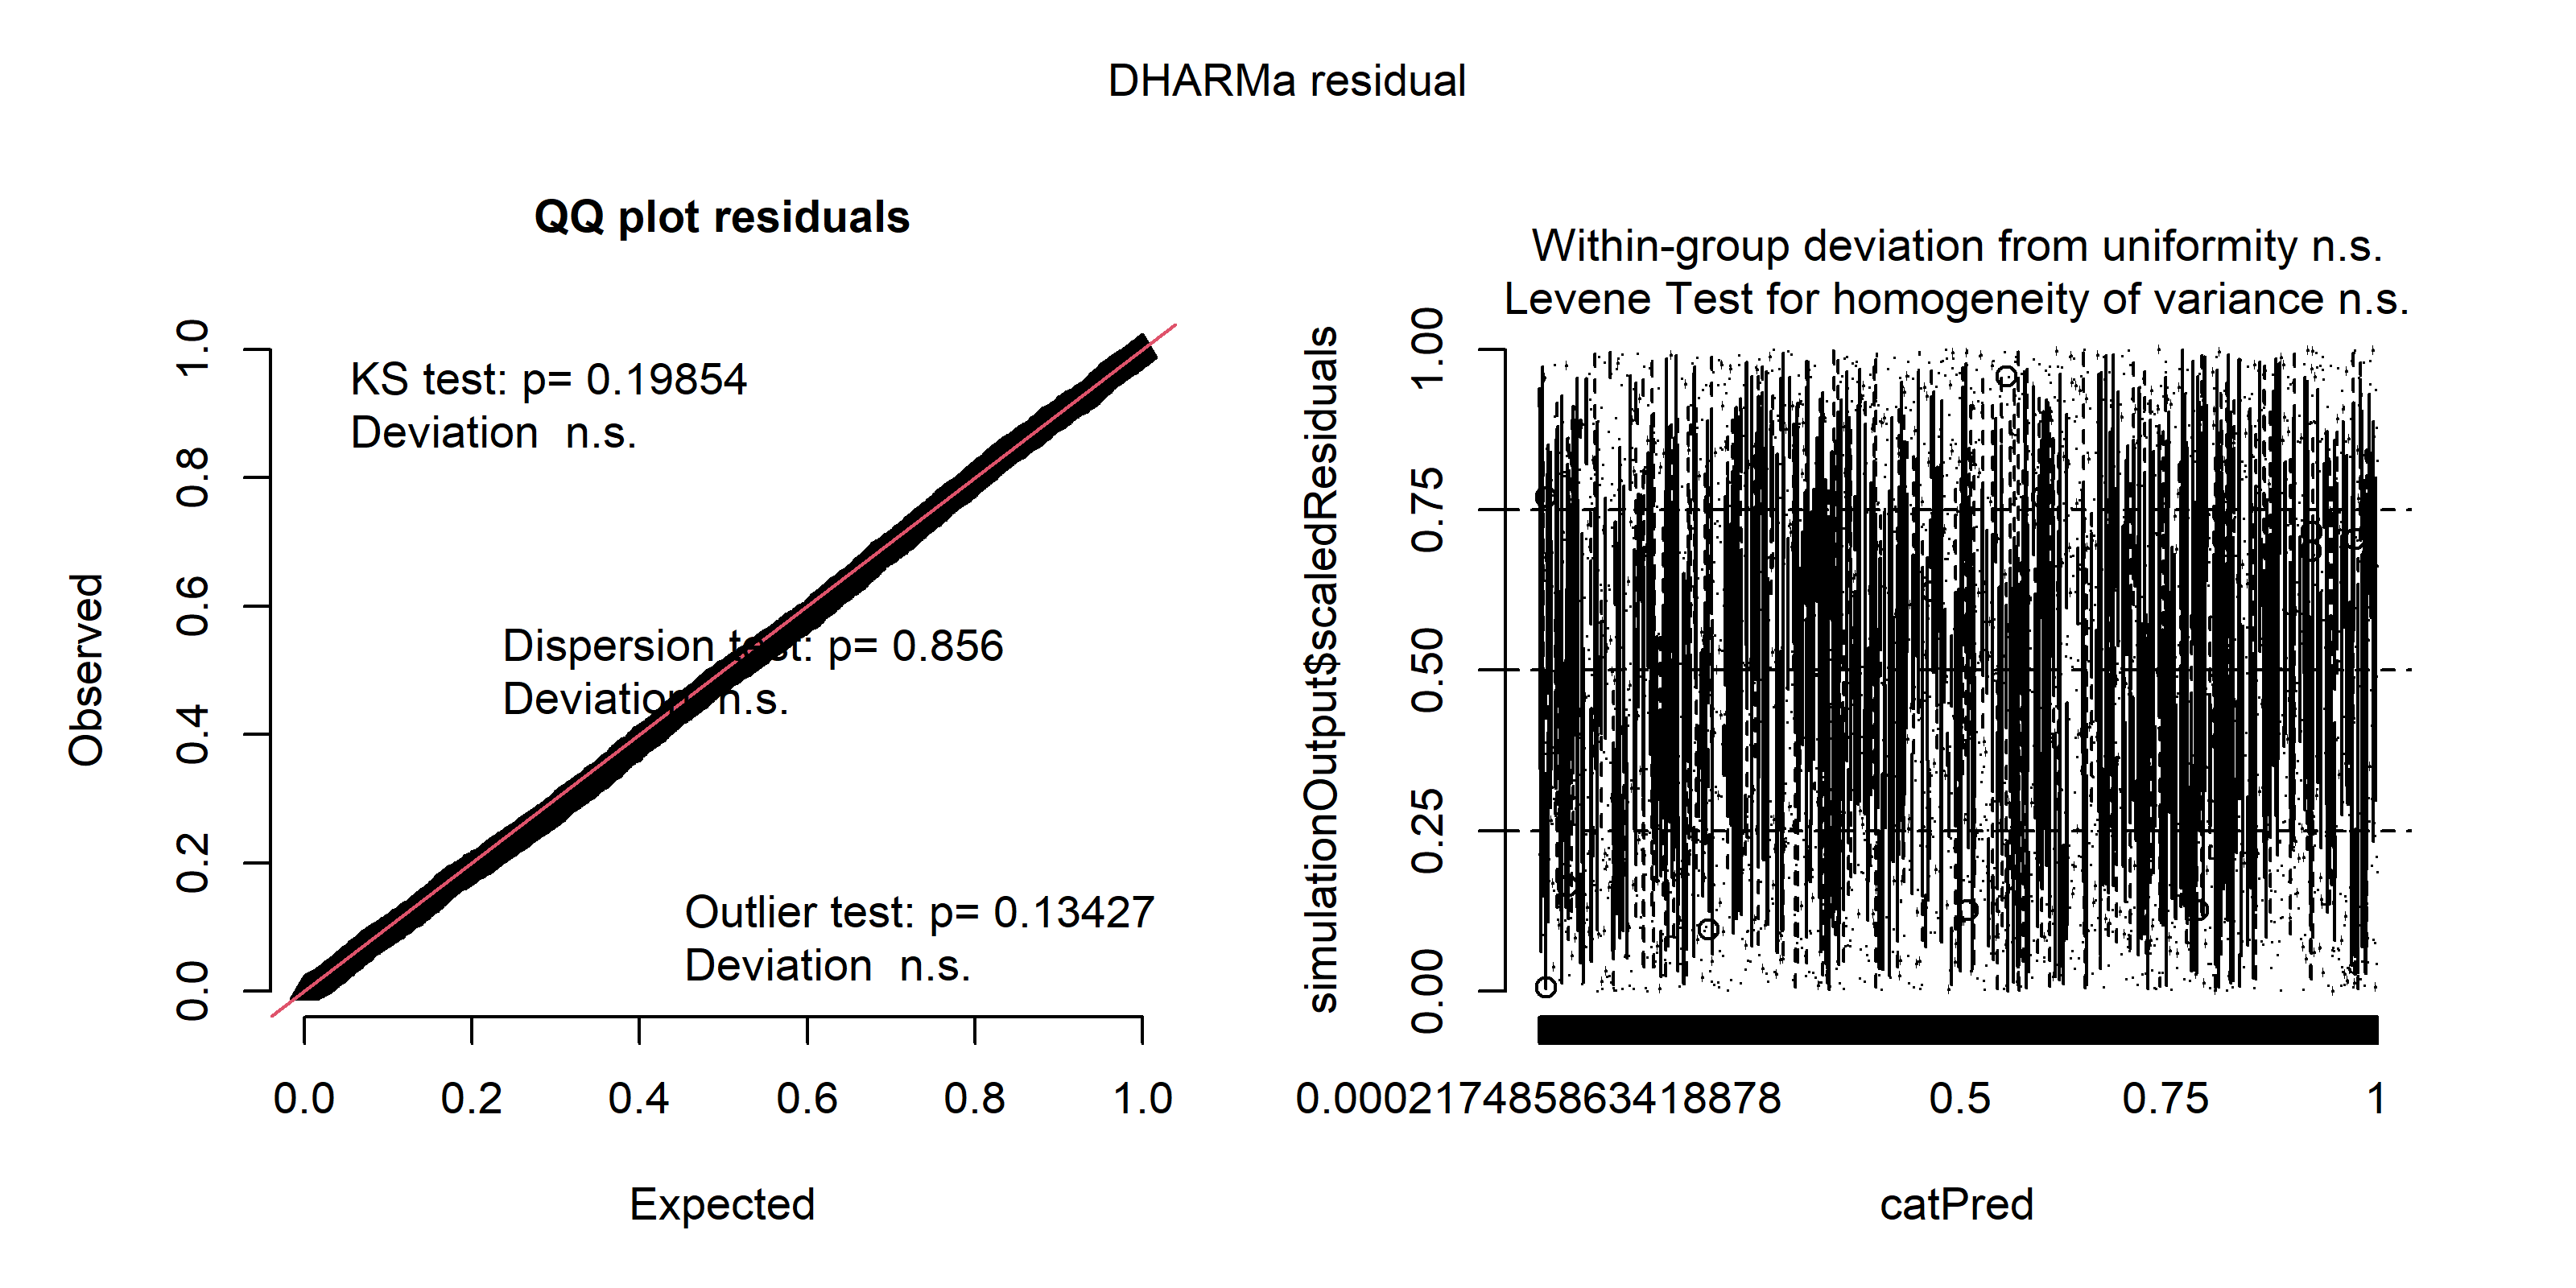 DHARMa residual
QQ plot residuals
KS test: p= 0.19854
Deviation  n.s.
Dispersion test: p= 0.856
Deviation  n.s.
Outlier test: p= 0.13427
Deviation  n.s.
Observed
1.0
0.8
0.6
0.4
0.2
0.0
0.0 0.2 0.4 0.6 0.8 1.0
Expected
Within-group deviation from uniformity n.s.
Levene Test for homogeneity of variance n.s.
simulationOutput$scaledResiduals
1.00
0.75
0.50
0.25
0.00
0.000217485863418878 0.5 0.75 1
catPred